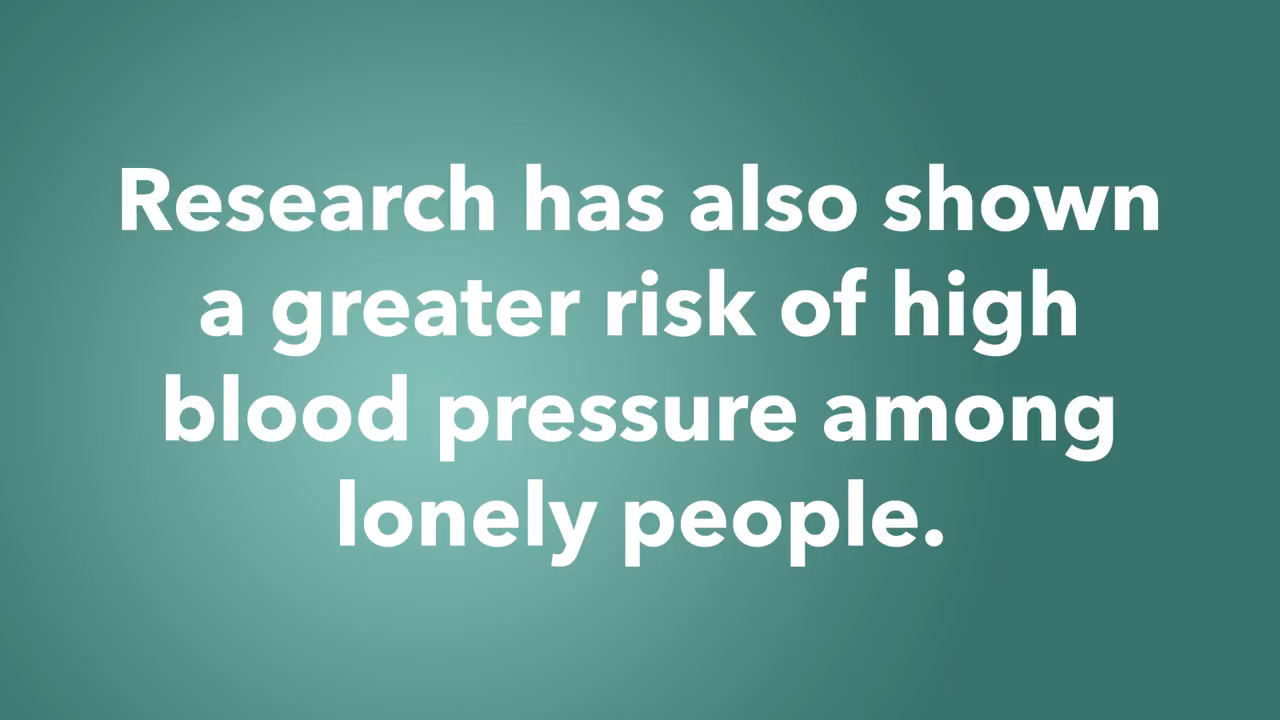 Research has also shown
a greater risk of high
blood pressure among
lonely people.